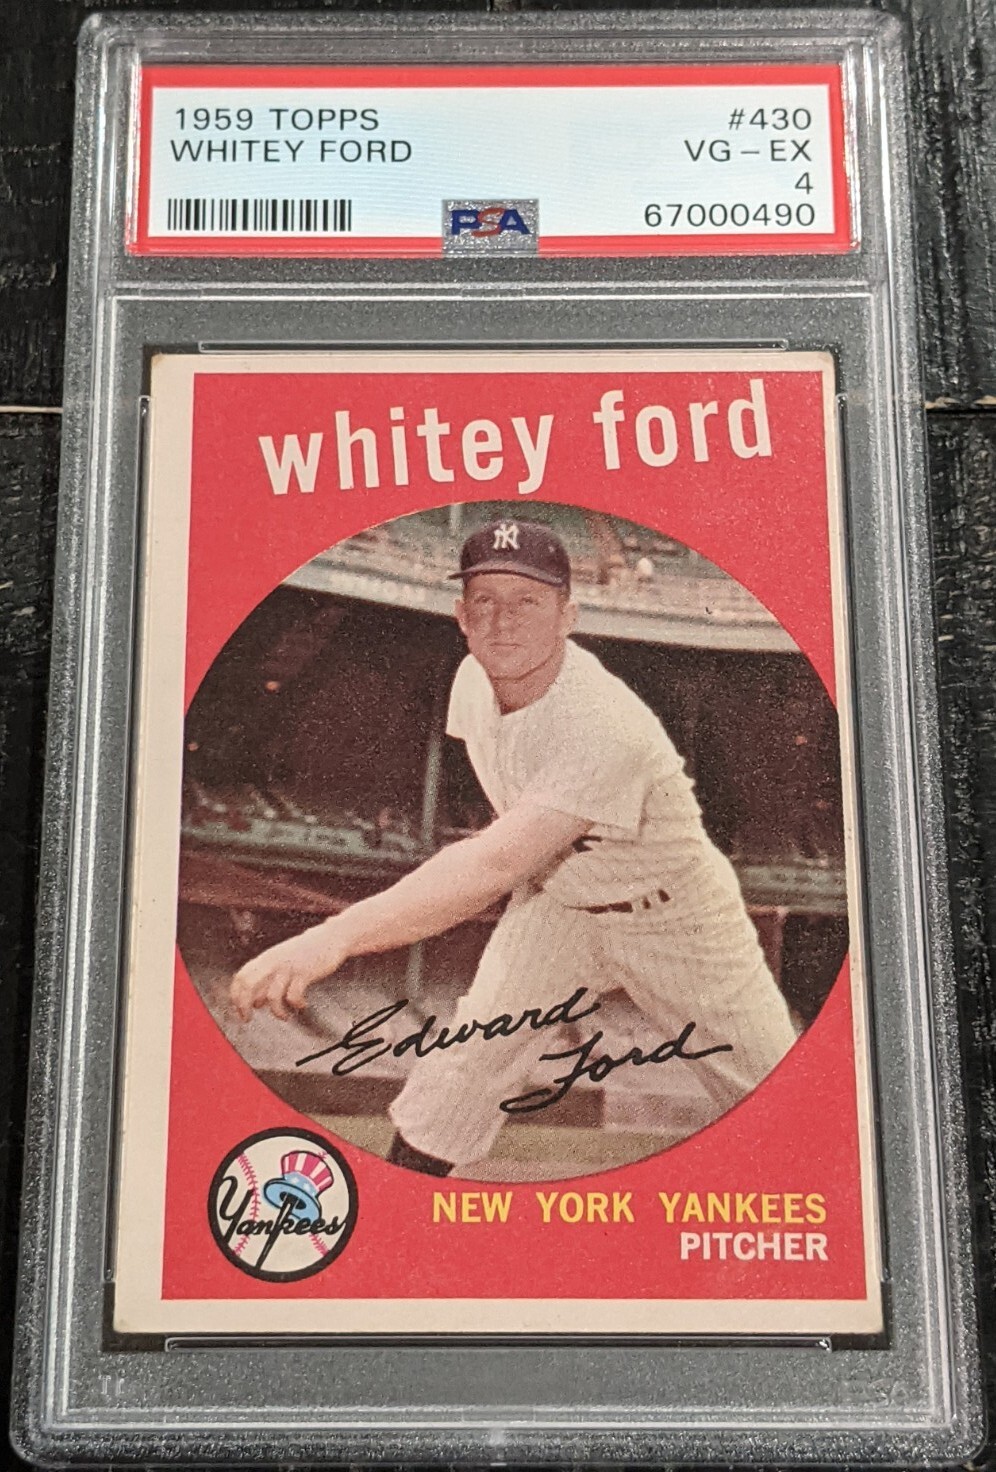 1959 TOPPS #430
WHITEY FORD VG-EX
4
PSA 67000490
whitey ford
NY
Edward
Ford
Yankees
NEW YORK YANKEES
PITCHER